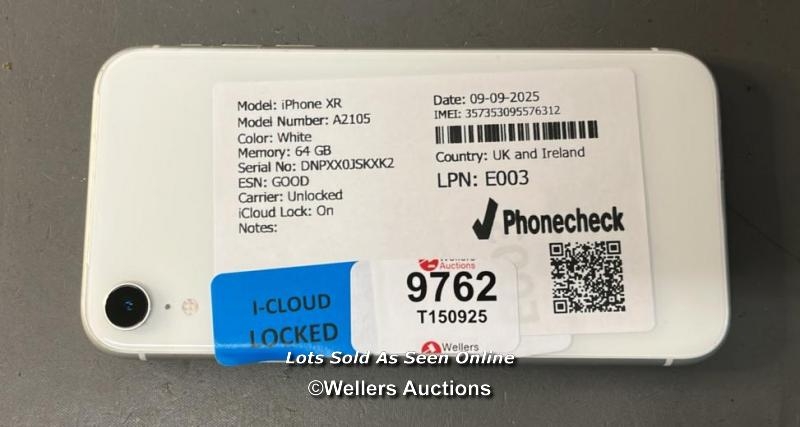 Model: iPhone XR
Model Number: A2105
Color: White
Memory: 64 GB
Serial No: DNPXX0JSKXK2
ESN: GOOD
Carrier: Unlocked
iCloud Lock: On
Notes:
Date: 09-09-2025
IMEI: 357353095576312
Country: UK and Ireland
LPN: E003
Phonecheck
I-CLOUD
LOCKED
Wellers
Auctions
9762
T150925
Wellers
Lots Sold As Seen Online
©Wellers Auctions